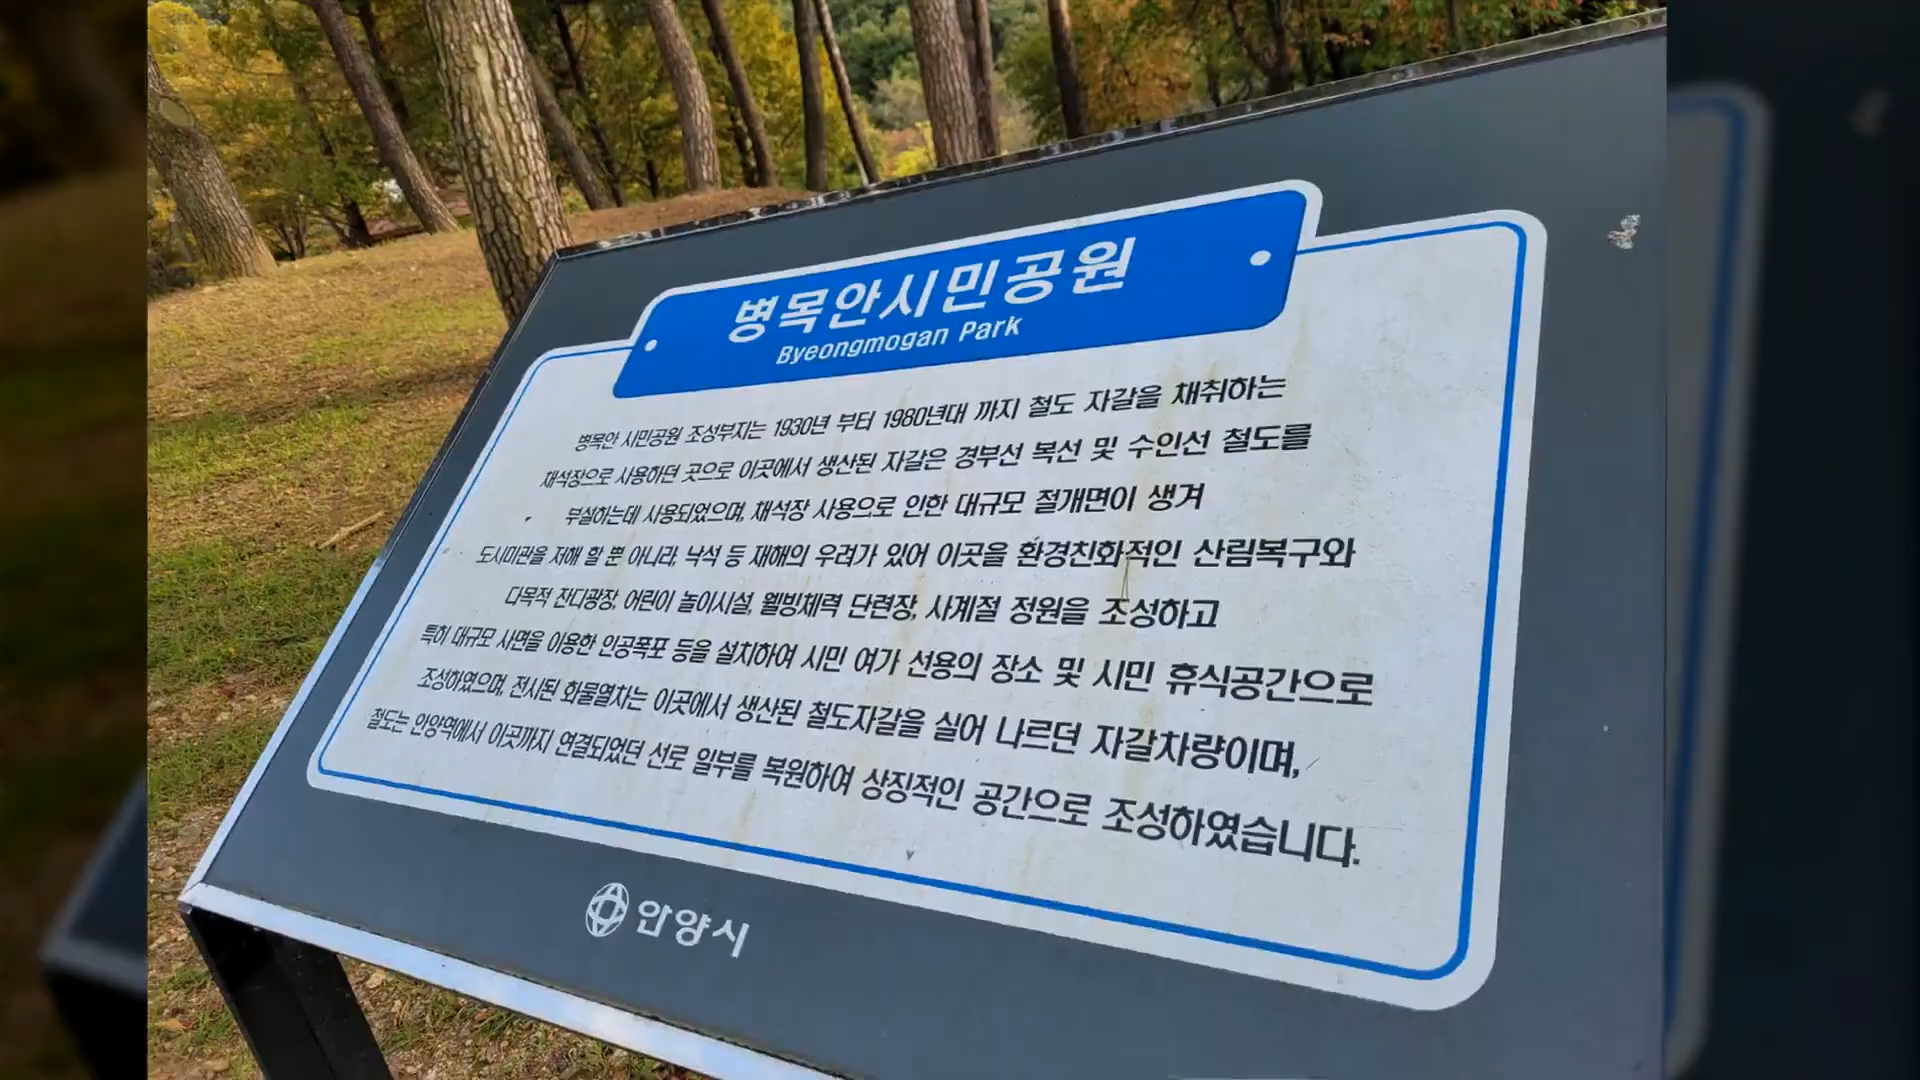 병목안시민공원
Byeongmogan Park
병목안 시민공원 조성부지는 1930년 부터 1980년대 까지 철도 자갈을 채취하는
채석장으로 사용하던 곳으로 이곳에서 생산된 자갈은 경부선 복선 및 수인선 철도를
부설하는데 사용되었으며, 채석장 사용으로 인한 대규모 절개면이 생겨
도시미관을 저해 할 뿐 아니라, 낙석 등 재해의 우려가 있어 이곳을 환경친화적인 산림복구와
다목적 잔디광장, 어린이 놀이시설, 웰빙체력 단련장, 사계절 정원을 조성하고
특히 대규모 사면을 이용한 인공폭포 등을 설치하여 시민 여가 선용의 장소 및 시민 휴식공간으로
조성하였으며, 전시된 화물열차는 이곳에서 생산된 철도자갈을 실어 나르던 자갈차량이며,
철도는 안양역에서 이곳까지 연결되었던 선로 일부를 복원하여 상징적인 공간으로 조성하였습니다.
안양시